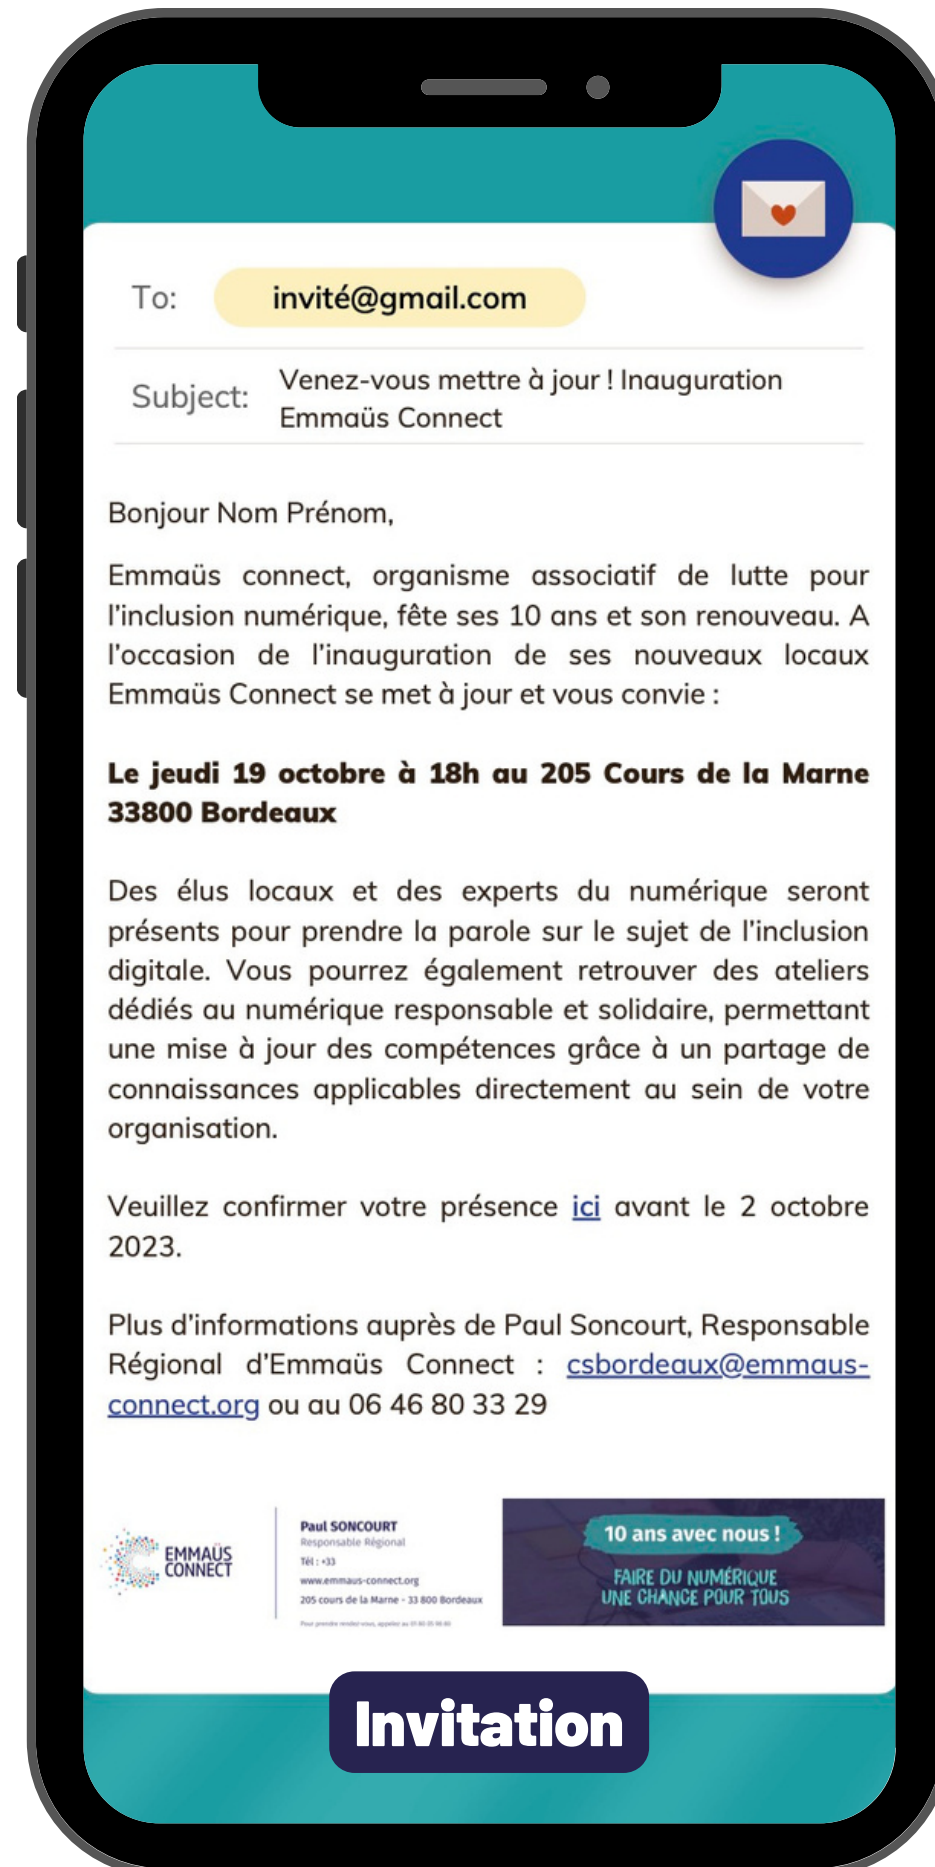 To: invité@gmail.com
Subject: Venez-vous mettre à jour ! Inauguration
Emmaüs Connect
Bonjour Nom Prénom,
Emmaüs connect, organisme associatif de lutte pour
l'inclusion numérique, fête ses 10 ans et son renouveau. A
l'occasion de l'inauguration de ses nouveaux locaux
Emmaüs Connect se met à jour et vous convie :
Le jeudi 19 octobre à 18h au 205 Cours de la Marne
33800 Bordeaux
Des élus locaux et des experts du numérique seront
présents pour prendre la parole sur le sujet de l'inclusion
digitale. Vous pourrez également retrouver des ateliers
dédiés au numérique responsable et solidaire, permettant
une mise à jour des compétences grâce à un partage de
connaissances applicables directement au sein de votre
organisation.
Veuillez confirmer votre présence ici avant le 2 octobre
2023.
Plus d'informations auprès de Paul Soncourt, Responsable
Régional d'Emmaüs Connect : csbordeaux@emmaus-
connect.org ou au 06 46 80 33 29
EMMAÜS
CONNECT
Paul SONCOURT
Responsable Régional
Tél : +33
www.emmaus-connect.org
205 cours de la Marne - 33 800 Bordeaux
Pour prendre rendez-vous, appelez au
10 ans avec nous !
FAIRE DU NUMÉRIQUE
UNE CHANCE POUR TOUS
Invitation